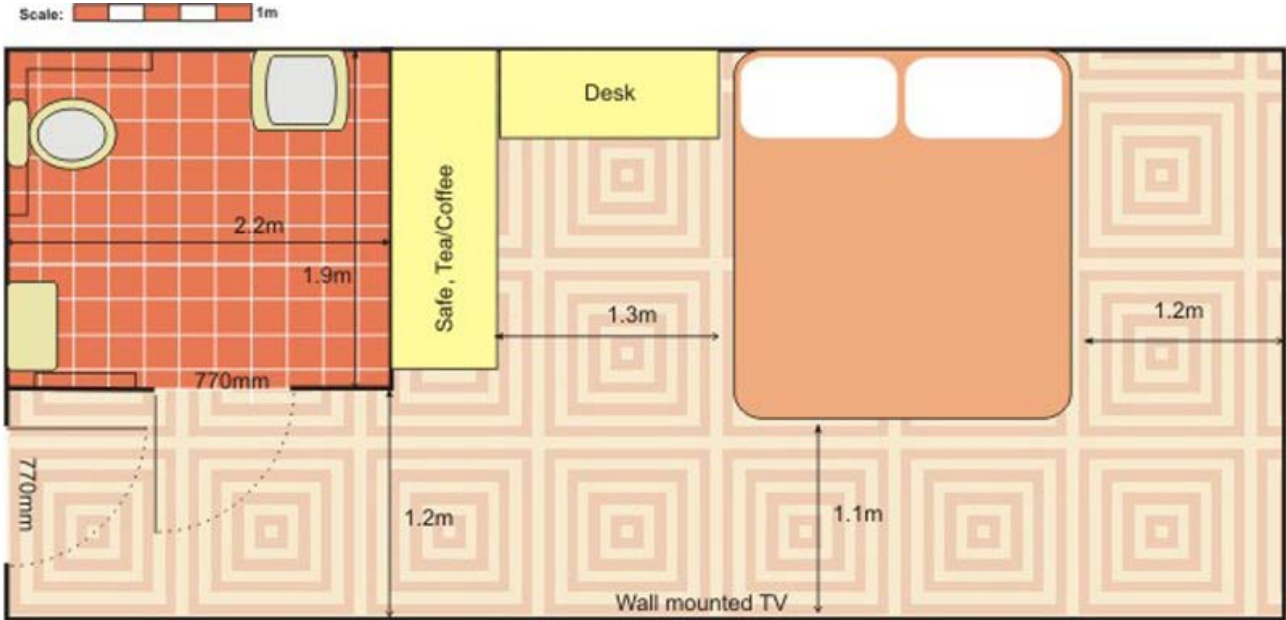 Scale:
1m
Desk
Safe, Tea/Coffee
2.2m
1.9m
1.3m
1.2m
770mm
770mm
1.2m
1.1m
Wall mounted TV